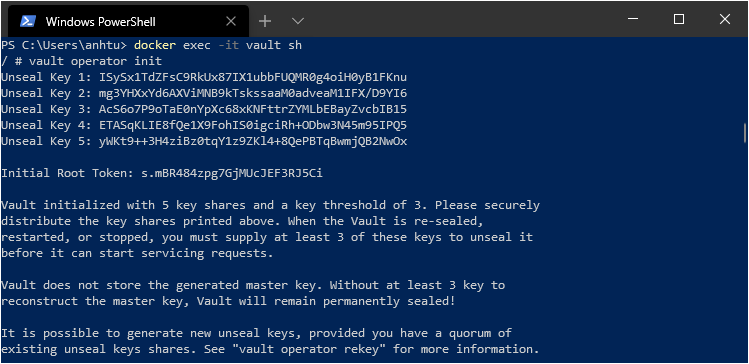 Windows PowerShell
PS C:\Users\anhtu> docker exec -it vault sh
/ # vault operator init
Unseal Key 1: ISySx1TdZFsC9RkUx87IX1ubbFUQMR0g4oiH0yB1FKnu
Unseal Key 2: mg3YHXxYd6AXViMNB9kTskssaaM0adveaM1IFX/D9YI6
Unseal Key 3: AcS6o7P9oTaE0nYpXc68xKNFttrZYMLbEBayZvcbIB15
Unseal Key 4: ETASqKLIE8fQe1X9FohIS0igciRh+ODbw3N45m95IPQ5
Unseal Key 5: yWKt9++3H4ziBz0tqY1z9ZKl4+8QePBTqBwmjQB2NwOx
Initial Root Token: s.mBR484zpg7GjMUcJEF3RJ5Ci
Vault initialized with 5 key shares and a key threshold of 3. Please securely
distribute the key shares printed above. When the Vault is re-sealed,
restarted, or stopped, you must supply at least 3 of these keys to unseal it
before it can start servicing requests.
Vault does not store the generated master key. Without at least 3 key to
reconstruct the master key, Vault will remain permanently sealed!
It is possible to generate new unseal keys, provided you have a quorum of
existing unseal keys shares. See "vault operator rekey" for more information.